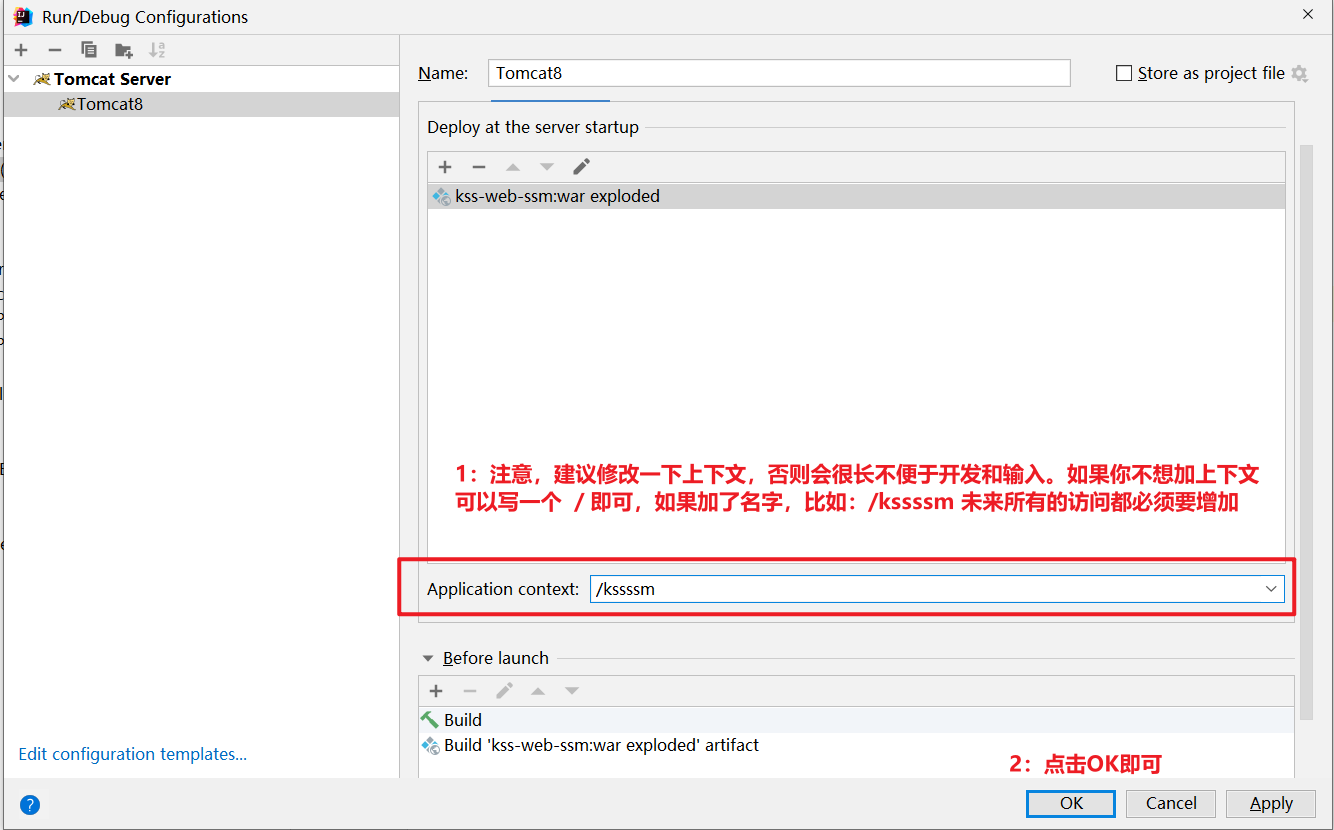 Run/Debug Configurations
Tomcat Server
Tomcat8
Edit configuration templates...
Name:
Tomcat8
Store as project file
Deploy at the server startup
kss-web-ssm:war exploded
1：注意，建议修改一下上下文，否则会很长不便于开发和输入。如果你不想加上下文
可以写一个 / 即可，如果加了名字，比如：/kssssm 未来所有的访问都必须要增加
Application context:
/kssssm
Before launch
Build
Build 'kss-web-ssm:war exploded' artifact
2：点击OK即可
?
OK
Cancel
Apply